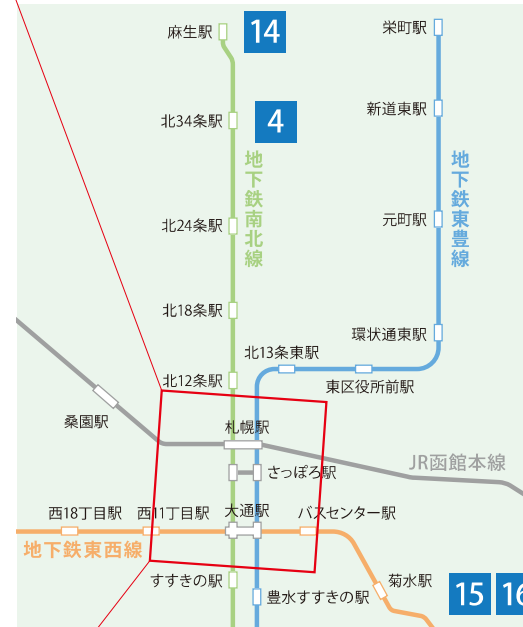 麻生駅
14
栄町駅
新道東駅
北34条駅
4
地下鉄南北線
地下鉄東豊線
北24条駅
元町駅
北18条駅
環状通東駅
北13条東駅
北12条駅
東区役所前駅
桑園駅
札幌駅
JR函館本線
さっぽろ駅
西18丁目駅
西11丁目駅
大通駅
バスセンター駅
地下鉄東西線
すすきの駅
豊水すすきの駅
菊水駅
15
16